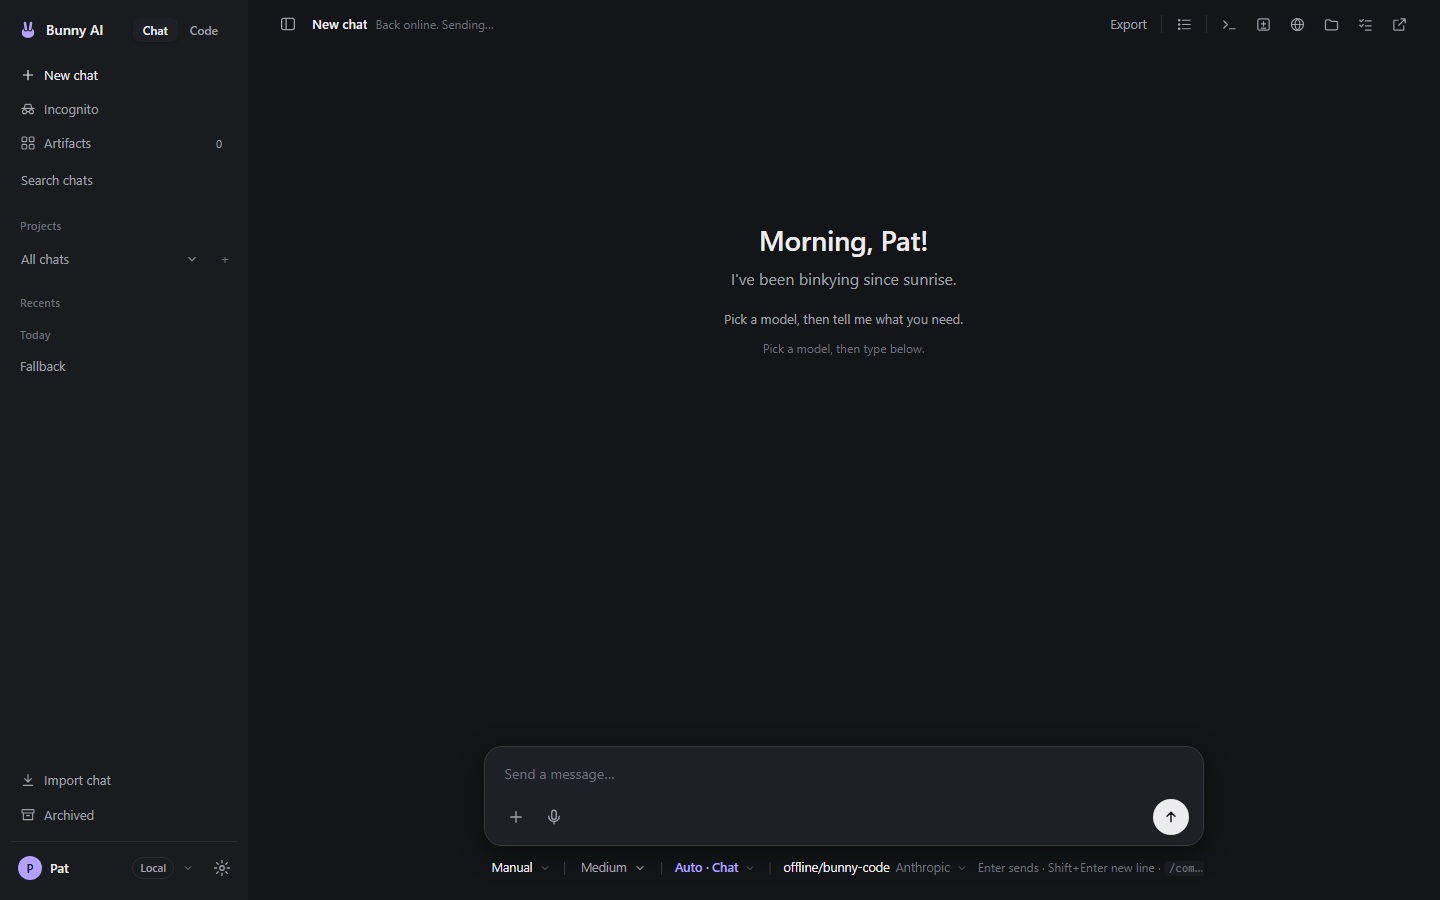 Bunny AI
Chat
Code
New chat
Incognito
Artifacts 0
Search chats
Projects
All chats +
Recents
Today
Fallback
Import chat
Archived
P Pat Local
New chat Back online. Sending...
Export
Morning, Pat!
I've been binkying since sunrise.
Pick a model, then tell me what you need.
Pick a model, then type below.
Send a message...
Manual Medium Auto · Chat offline/bunny-code Anthropic Enter sends · Shift+Enter new line · /com...